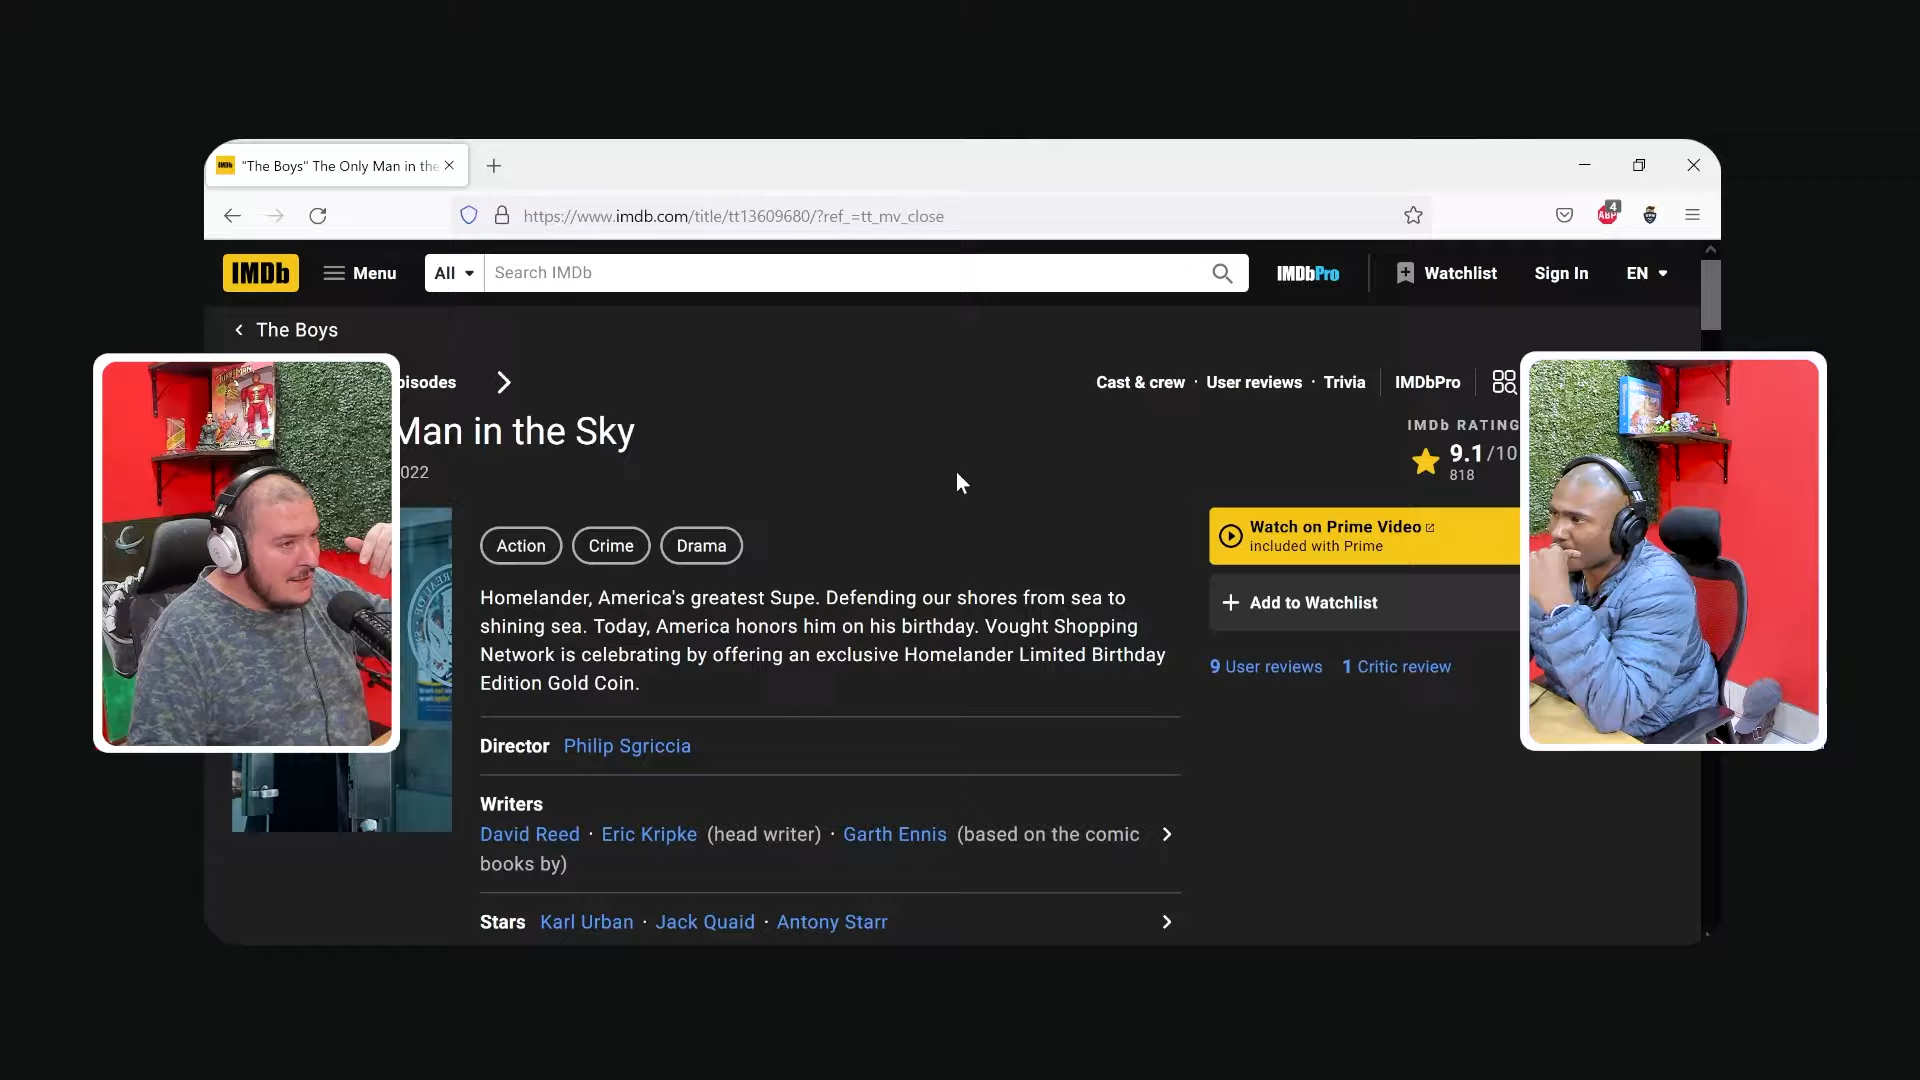 "The Boys" The Only Man in the
https://www.imdb.com/title/tt13609680/?ref_=tt_mv_close
ABP 4
IMDb Menu All Search IMDb IMDbPro Watchlist Sign In EN
The Boys
pisodes Cast & crew · User reviews · Trivia IMDbPro
Man in the Sky
022
IMDb RATING
9.1/10
818
Watch on Prime Video
included with Prime
Action Crime Drama
Add to Watchlist
Homelander, America's greatest Supe. Defending our shores from sea to
shining sea. Today, America honors him on his birthday. Vought Shopping
Network is celebrating by offering an exclusive Homelander Limited Birthday
Edition Gold Coin.
9 User reviews 1 Critic review
Director Philip Sgriccia
Writers
David Reed · Eric Kripke (head writer) · Garth Ennis (based on the comic
books by)
Stars Karl Urban · Jack Quaid · Antony Starr